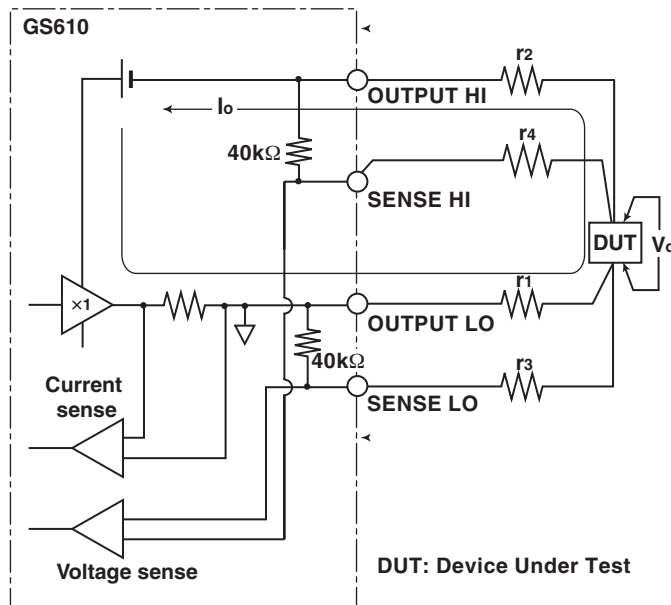 GS610
r2
OUTPUT HI
Io
r4
40kΩ
SENSE HI
DUT
Vo
×1
r1
OUTPUT LO
40kΩ
r3
Current
sense
SENSE LO
Voltage sense
DUT: Device Under Test